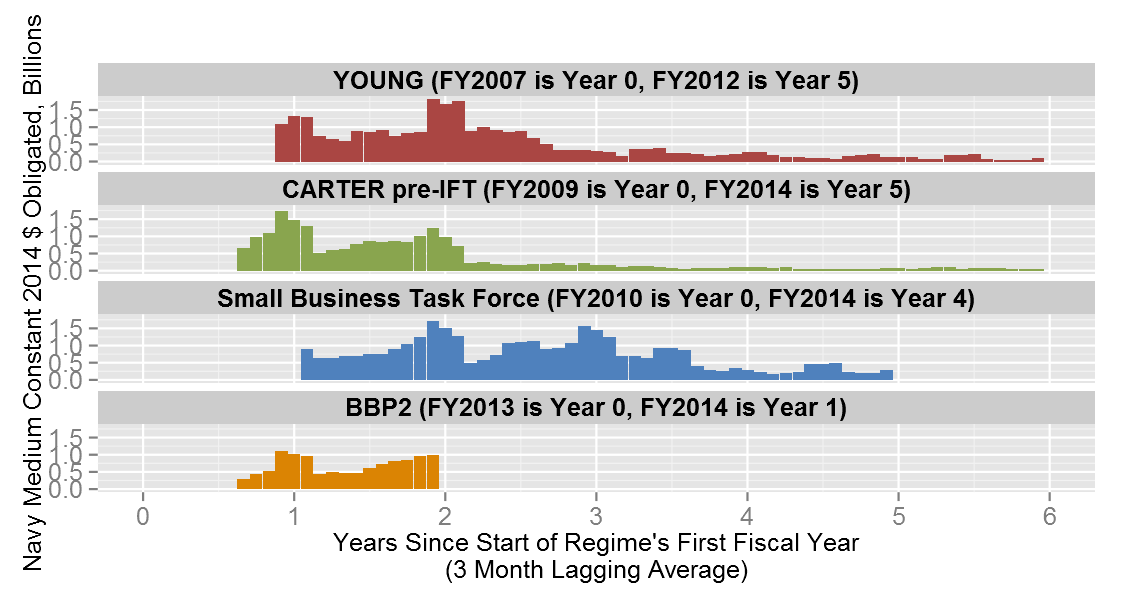 Navy Medium Constant 2014 $ Obligated, Billions
YOUNG (FY2007 is Year 0, FY2012 is Year 5)
1.5
1.0
0.5
0.0
CARTER pre-IFT (FY2009 is Year 0, FY2014 is Year 5)
1.5
1.0
0.5
0.0
Small Business Task Force (FY2010 is Year 0, FY2014 is Year 4)
1.5
1.0
0.5
0.0
BBP2 (FY2013 is Year 0, FY2014 is Year 1)
1.5
1.0
0.5
0.0
0 1 2 3 4 5 6
Years Since Start of Regime's First Fiscal Year
(3 Month Lagging Average)